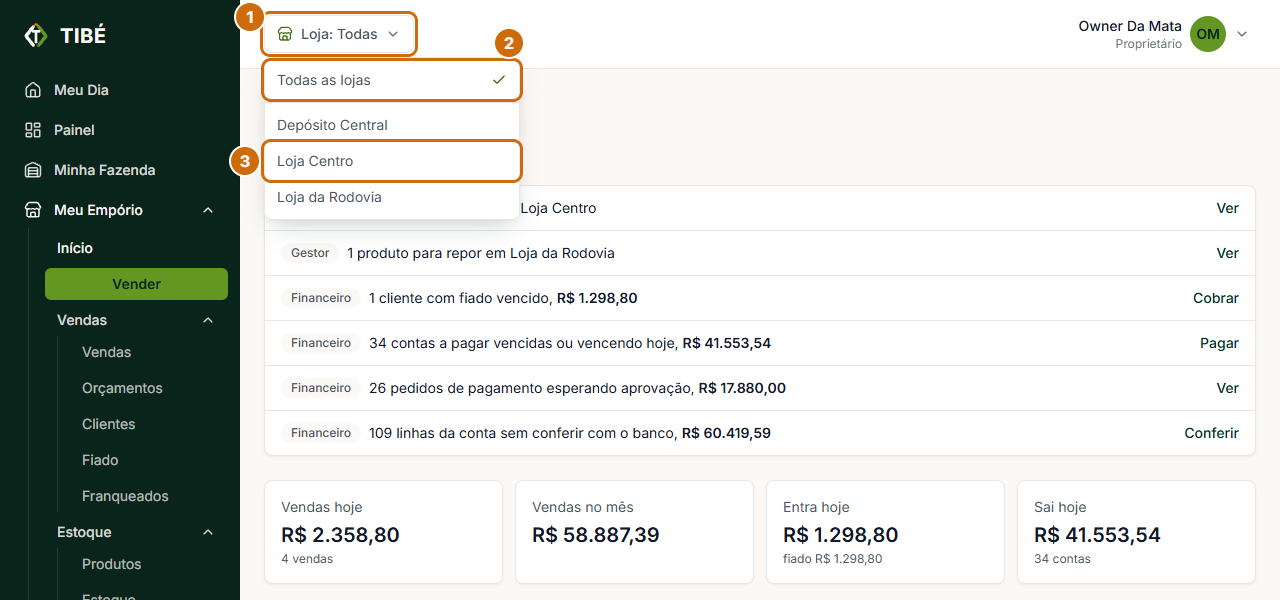 TIBÉ
Meu Dia
Painel
Minha Fazenda
Meu Empório
Início
Vender
Vendas
Vendas
Orçamentos
Clientes
Fiado
Franqueados
Estoque
Produtos
Estoque
1
Loja: Todas
2
Todas as lojas
Depósito Central
3
Loja Centro
Loja da Rodovia
Owner Da Mata
Proprietário
OM
Loja Centro
Ver
Gestor
1 produto para repor em Loja da Rodovia
Ver
Financeiro
1 cliente com fiado vencido, R$ 1.298,80
Cobrar
Financeiro
34 contas a pagar vencidas ou vencendo hoje, R$ 41.553,54
Pagar
Financeiro
26 pedidos de pagamento esperando aprovação, R$ 17.880,00
Ver
Financeiro
109 linhas da conta sem conferir com o banco, R$ 60.419,59
Conferir
Vendas hoje
R$ 2.358,80
4 vendas
Vendas no mês
R$ 58.887,39
Entra hoje
R$ 1.298,80
fiado R$ 1.298,80
Sai hoje
R$ 41.553,54
34 contas